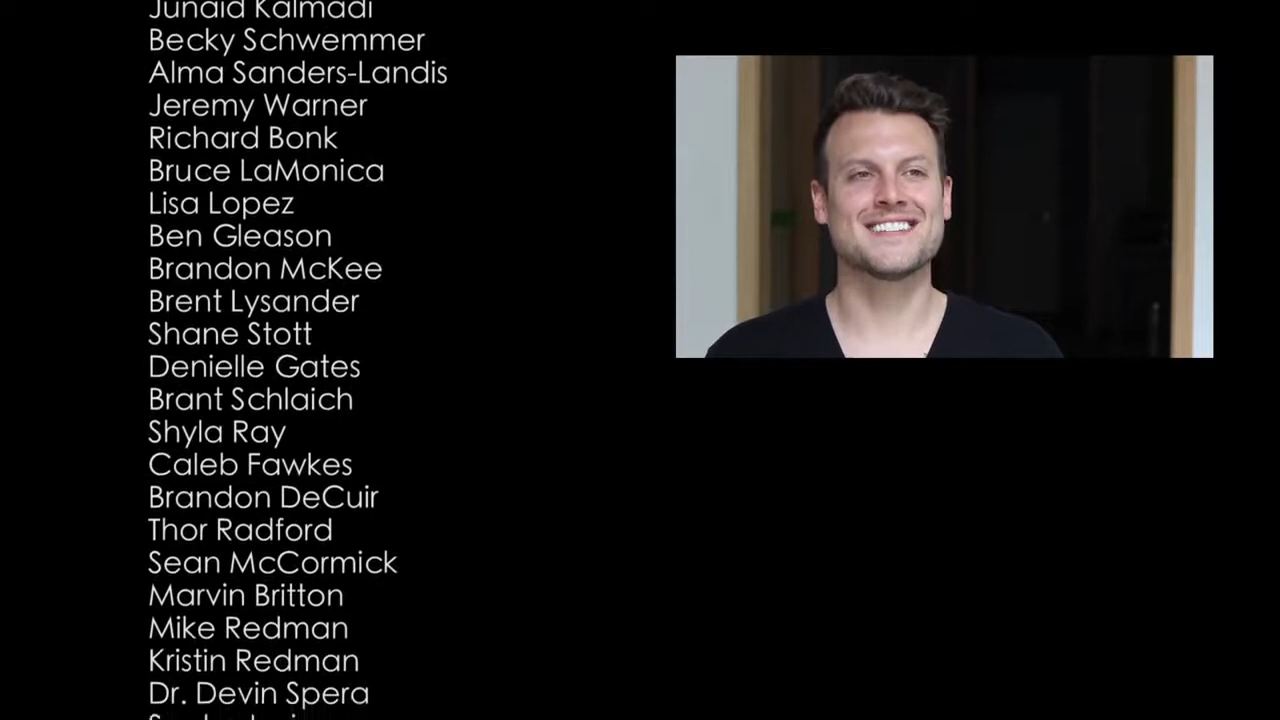 Junaid Kalmadi
Becky Schwemmer
Alma Sanders-Landis
Jeremy Warner
Richard Bonk
Bruce LaMonica
Lisa Lopez
Ben Gleason
Brandon McKee
Brent Lysander
Shane Stott
Denielle Gates
Brant Schlaich
Shyla Ray
Caleb Fawkes
Brandon DeCuir
Thor Radford
Sean McCormick
Marvin Britton
Mike Redman
Kristin Redman
Dr. Devin Spera